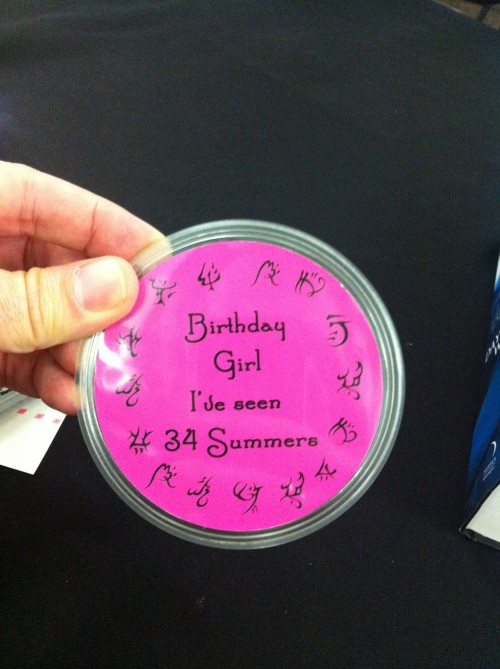 Birthday
Girl
I've seen
34 Summers